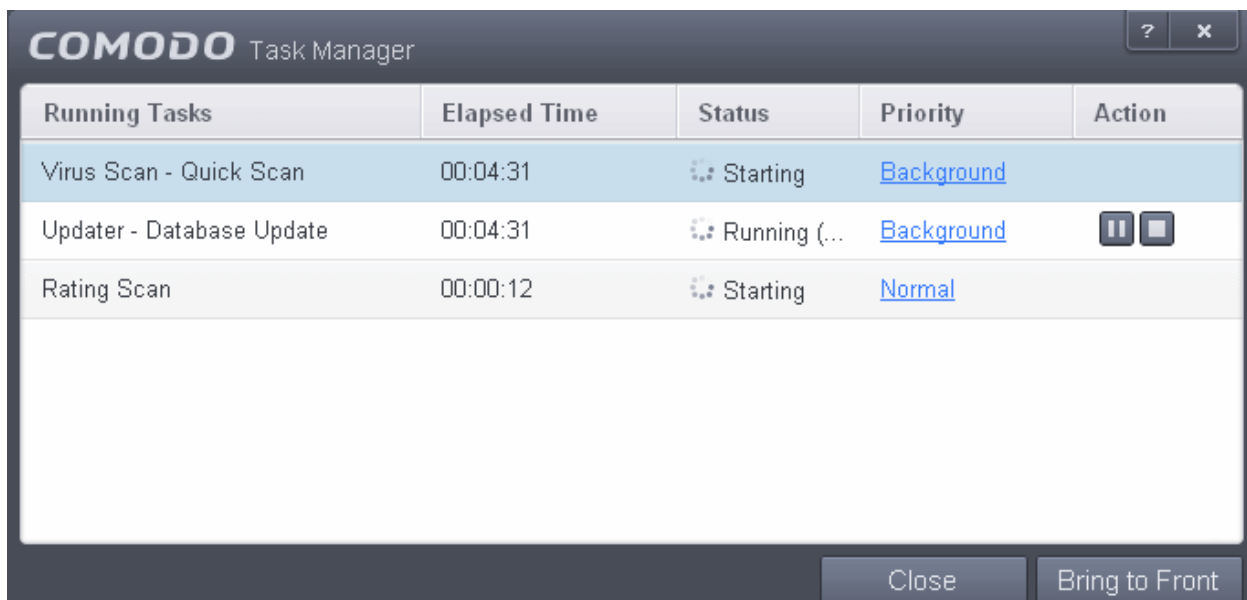 COMODO Task Manager ? x
Running Tasks Elapsed Time Status Priority Action
Virus Scan - Quick Scan 00:04:31 Starting Background
Updater - Database Update 00:04:31 Running (... Background
Rating Scan 00:00:12 Starting Normal
Close Bring to Front